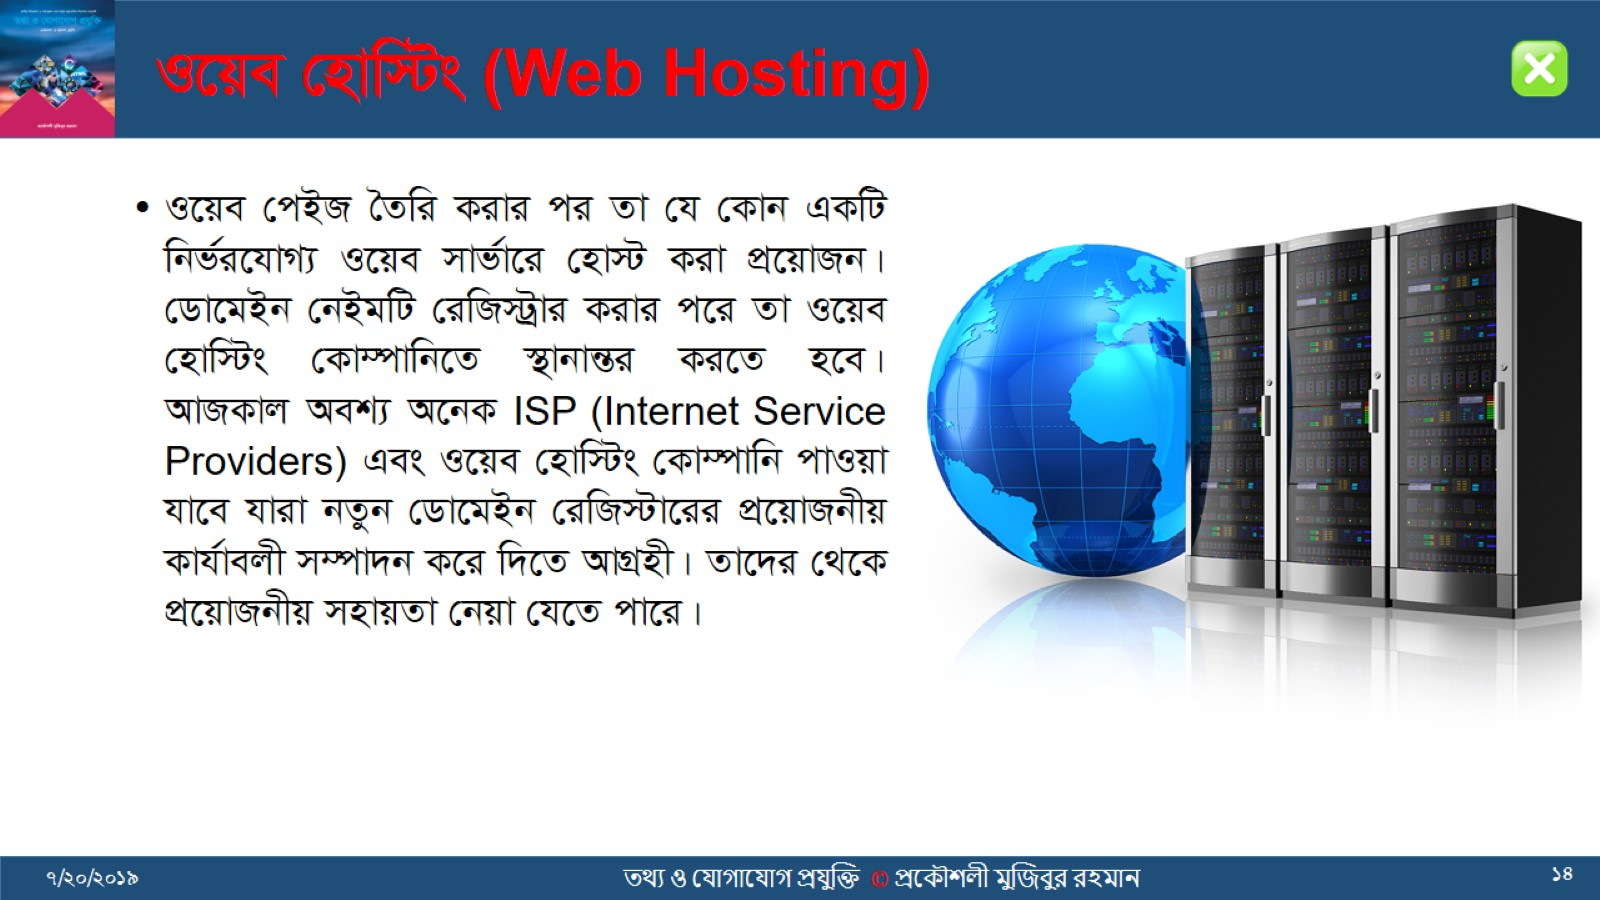 ওয়েব হোস্টিং (Web Hosting)
• ওয়েব পেইজ তৈরি করার পর তা যে কোন একটি
নির্ভরযোগ্য ওয়েব সার্ভারে হোস্ট করা প্রয়োজন।
ডোমেইন নেইমটি রেজিস্ট্রার করার পরে তা ওয়েব
হোস্টিং কোম্পানিতে স্থানান্তর করতে হবে।
আজকাল অবশ্য অনেক ISP (Internet Service
Providers) এবং ওয়েব হোস্টিং কোম্পানি পাওয়া
যাবে যারা নতুন ডোমেইন রেজিস্টারের প্রয়োজনীয়
কার্যাবলী সম্পাদন করে দিতে আগ্রহী। তাদের থেকে
প্রয়োজনীয় সহায়তা নেয়া যেতে পারে।
তথ্য ও যোগাযোগ প্রযুক্তি
৭/২০/২০১৯
তথ্য ও যোগাযোগ প্রযুক্তি © প্রকৌশলী মুজিবুর রহমান
১৪